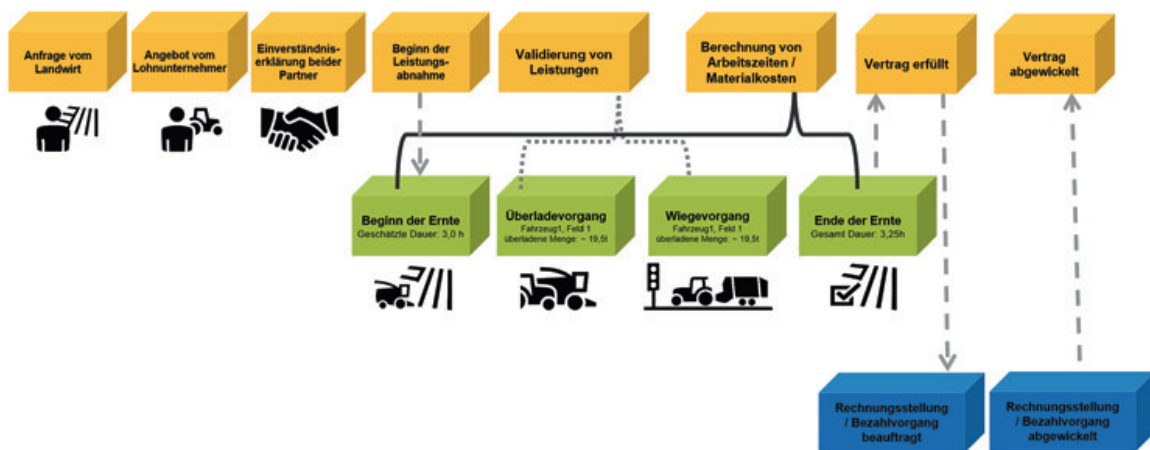 Anfrage vom
Landwirt
Angebot vom
Lohnunternehmer
Einverständnis-
erklärung beider
Partner
Beginn der
Leistungs-
abnahme
Validierung von
Leistungen
Berechnung von
Arbeitszeiten /
Materialkosten
Vertrag erfüllt
Vertrag
abgewickelt
Beginn der Ernte
Geschätzte Dauer: 3,0 h
Überladevorgang
Fahrzeug1, Feld 1
überladene Menge: ~ 19,5t
Wiegevorgang
Fahrzeug1, Feld 1
überladene Menge: ~ 19,5t
Ende der Ernte
Gesamt Dauer: 3,25h
Rechnungsstellung
/ Bezahlvorgang
beauftragt
Rechnungsstellung
/ Bezahlvorgang
abgewickelt